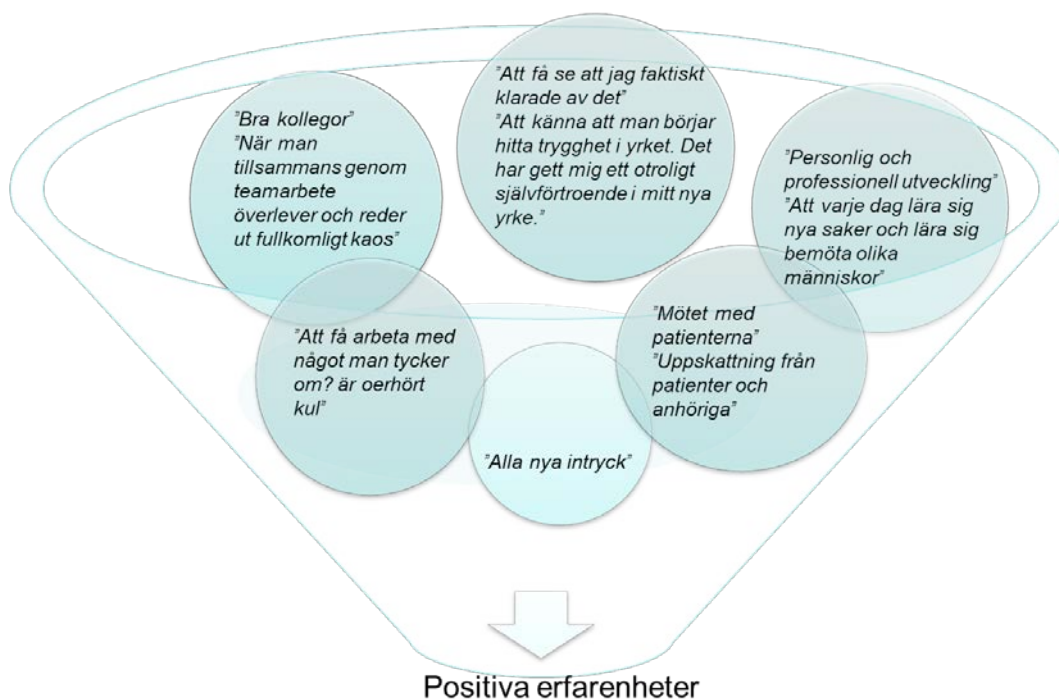 ”Bra kollegor”
”När man
tillsammans genom
teamarbete
överlever och reder
ut fullkomligt kaos”
”Att få se att jag faktiskt
klarade av det”
”Att känna att man börjar
hitta trygghet i yrket. Det
har gett mig ett otroligt
självförtroende i mitt nya
yrke.”
”Personlig och
professionell utveckling”
”Att varje dag lära sig
nya saker och lära sig
bemöta olika
människor”
”Att få arbeta med
något man tycker
om? är oerhört
kul”
”Alla nya intryck”
”Mötet med
patienterna”
”Uppskattning från
patienter och
anhöriga”
Positiva erfarenheter